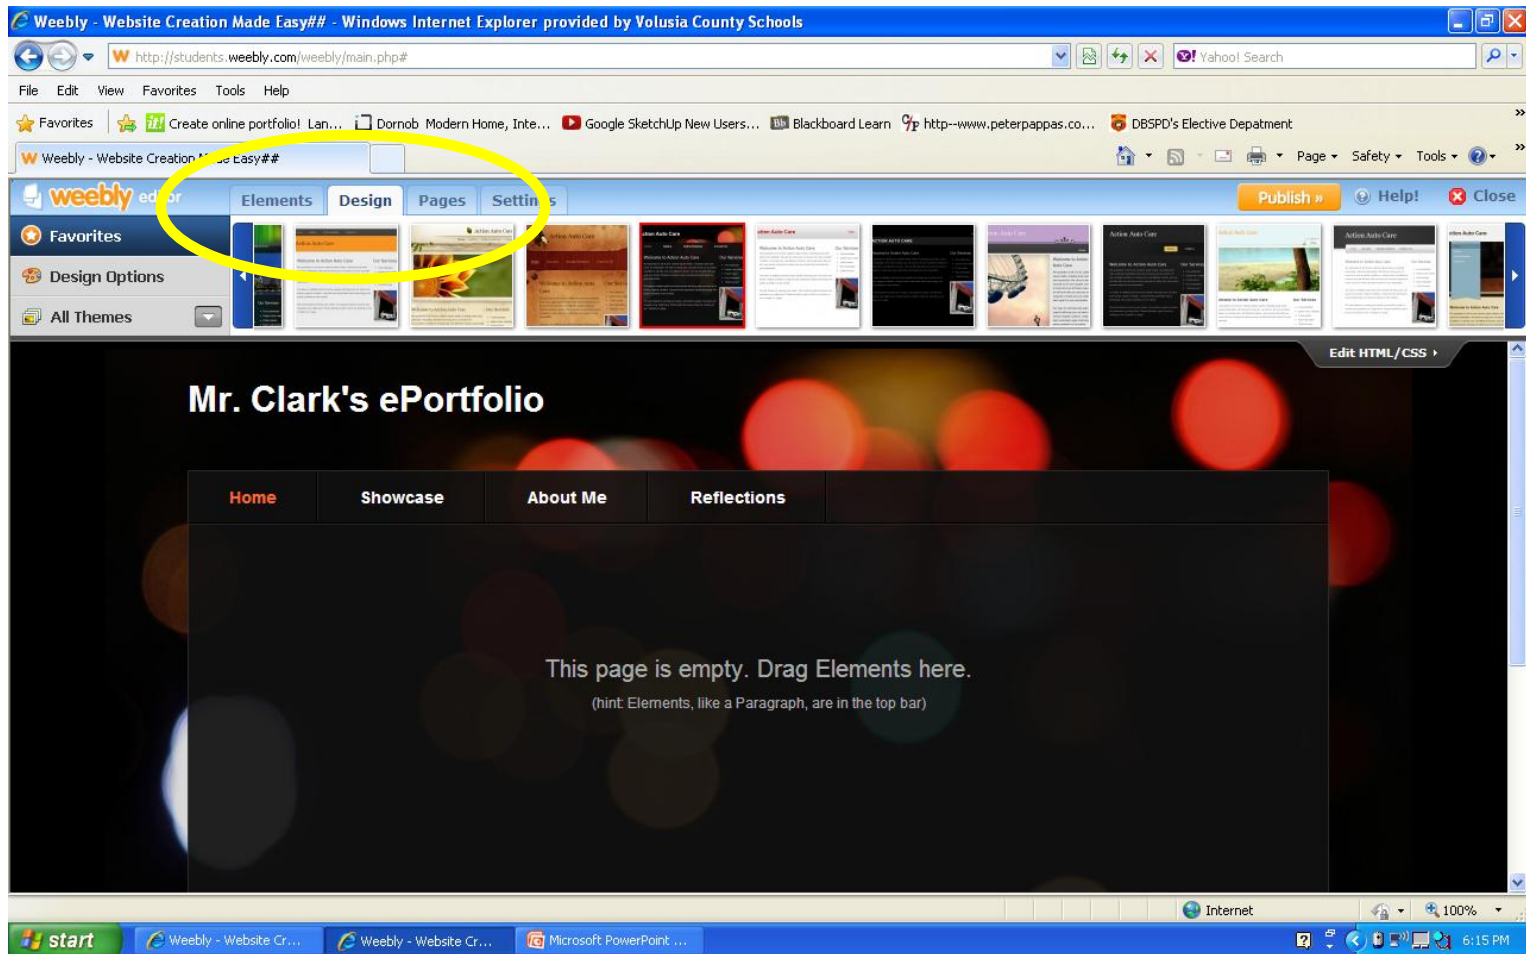 Weebly - Website Creation Made Easy## - Windows Internet Explorer provided by Volusia County Schools
http://students.weebly.com/weebly/main.php#
Yahoo! Search
File Edit View Favorites Tools Help
Favorites Create online portfolio! Lan... Dornob Modern Home, Inte... Google SketchUp New Users... Blackboard Learn http--www.peterpappas.co... DBSPD's Elective Depatment
Weebly - Website Creation Made Easy##
Page Safety Tools
weebly editor Elements Design Pages Settings Publish » Help! Close
Favorites
Design Options
All Themes
Edit HTML/CSS
Mr. Clark's ePortfolio
Home Showcase About Me Reflections
This page is empty. Drag Elements here.
(hint: Elements, like a Paragraph, are in the top bar)
Internet 100%
start Weebly - Website Cr... Weebly - Website Cr... Microsoft PowerPoint ... 6:15 PM